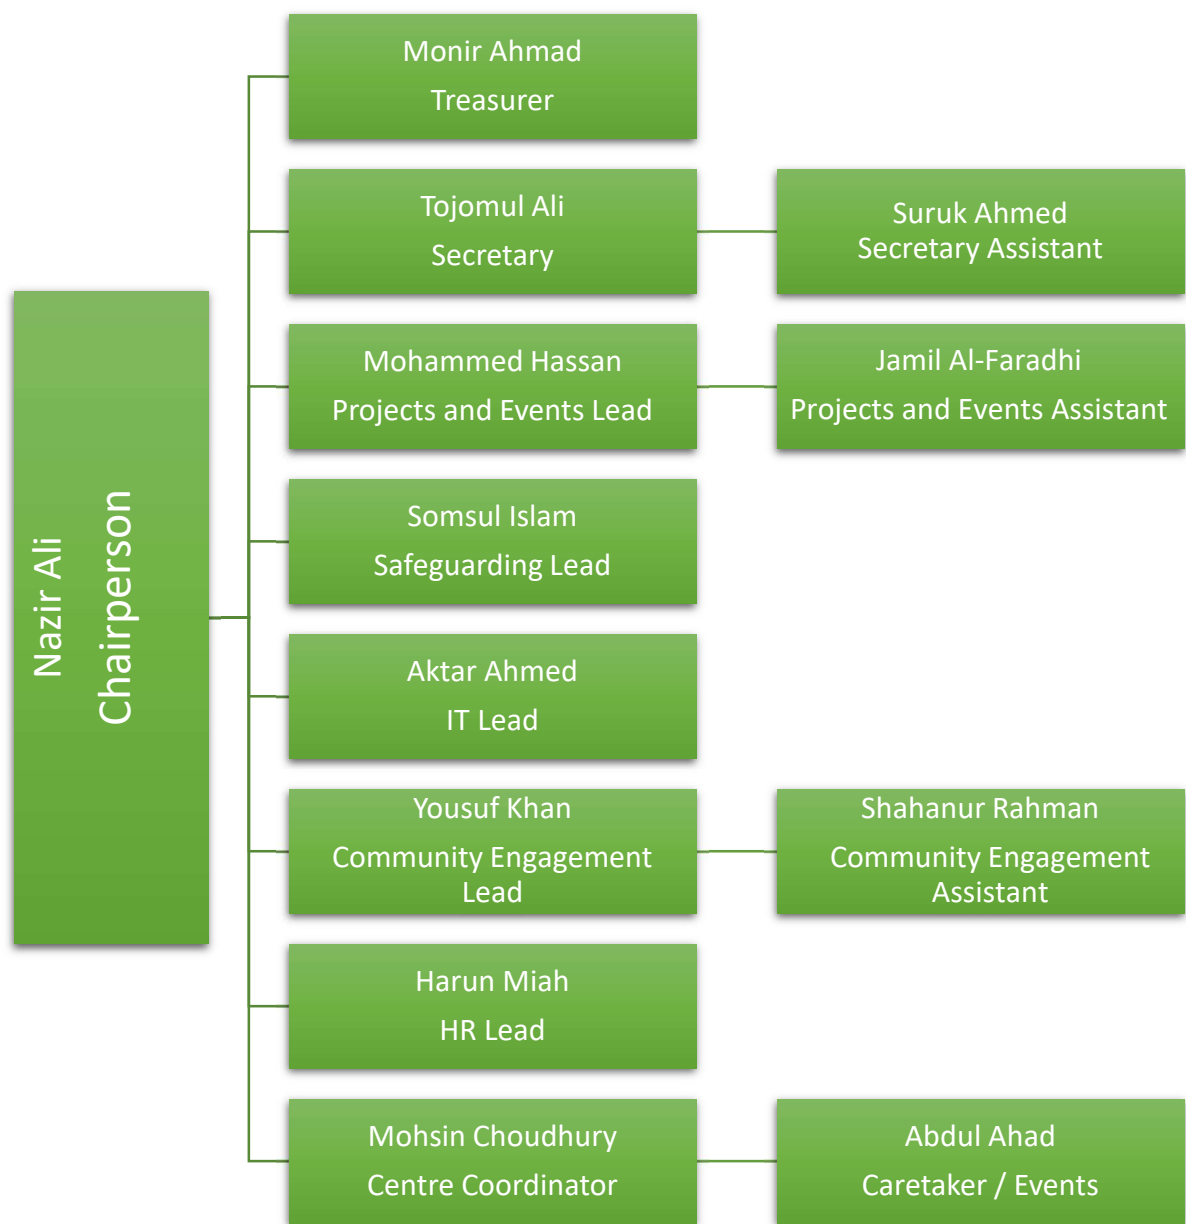 Nazir Ali
Chairperson
Monir Ahmad
Treasurer
Tojomul Ali
Secretary
Suruk Ahmed
Secretary Assistant
Mohammed Hassan
Projects and Events Lead
Jamil Al-Faradhi
Projects and Events Assistant
Somsul Islam
Safeguarding Lead
Aktar Ahmed
IT Lead
Yousuf Khan
Community Engagement
Lead
Shahanur Rahman
Community Engagement
Assistant
Harun Miah
HR Lead
Mohsin Choudhury
Centre Coordinator
Abdul Ahad
Caretaker / Events